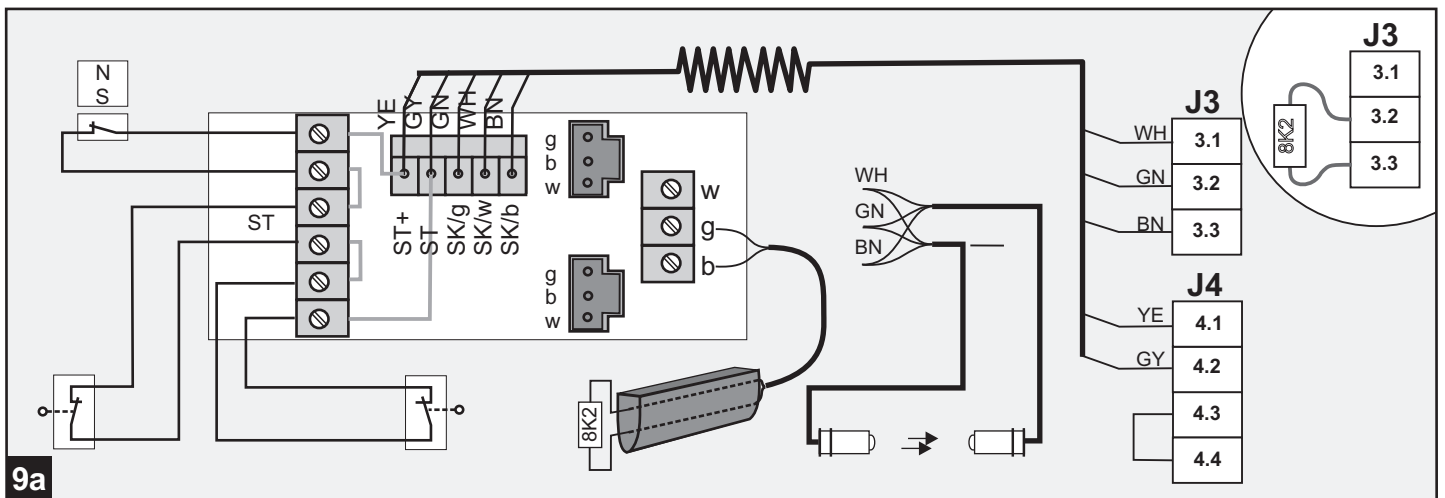 N
S
ST
YE
GY
GN
WH
BN
ST+
ST
SK/g
SK/w
SK/b
g
b
w
g
b
w
w
g
b
8K2
WH
GN
BN
J3
WH 3.1
GN 3.2
BN 3.3
J4
YE 4.1
GY 4.2
4.3
4.4
J3
3.1
3.2
3.3
8K2
9a